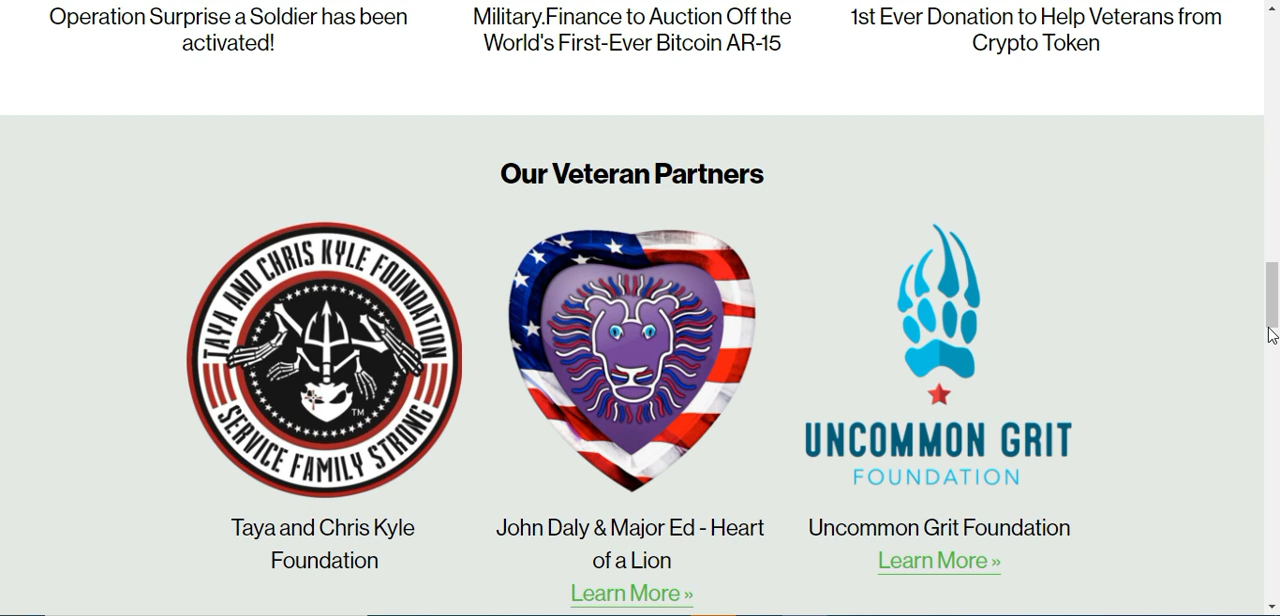 Operation Surprise a Soldier has been
activated!
Military.Finance to Auction Off the
World's First-Ever Bitcoin AR-15
1st Ever Donation to Help Veterans from
Crypto Token
Our Veteran Partners
TAYA AND CHRIS KYLE FOUNDATION
SERVICE FAMILY STRONG
TM
UNCOMMON GRIT
FOUNDATION
Taya and Chris Kyle
Foundation
John Daly & Major Ed - Heart
of a Lion
Learn More »
Uncommon Grit Foundation
Learn More »